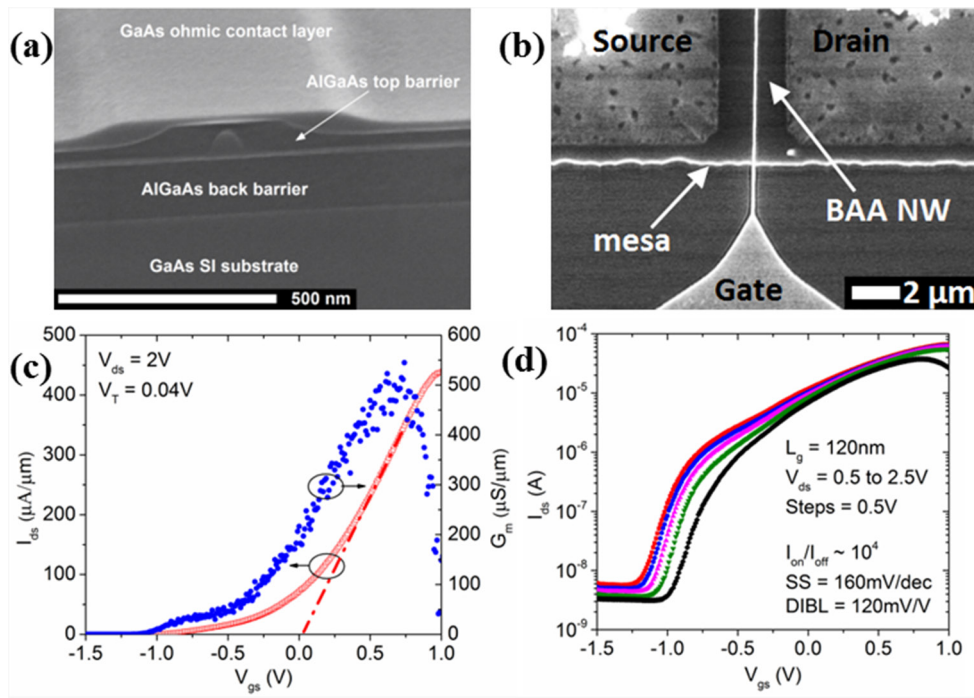 (a)
GaAs ohmic contact layer
AlGaAs top barrier
AlGaAs back barrier
GaAs SI substrate
500 nm
(b)
Source
Drain
mesa
BAA NW
Gate
2 µm
(c)
V_ds = 2V
V_T = 0.04V
I_ds (µA/µm)
500
400
300
200
100
0
G_m (µS/µm)
600
500
400
300
200
100
0
-1.5 -1.0 -0.5 0.0 0.5 1.0
V_gs (V)
(d)
I_ds (A)
10^-4
10^-5
10^-6
10^-7
10^-8
10^-9
L_g = 120nm
V_ds = 0.5 to 2.5V
Steps = 0.5V
I_on/I_off ~ 10^4
SS = 160mV/dec
DIBL = 120mV/V
-1.5 -1.0 -0.5 0.0 0.5 1.0
V_gs (V)